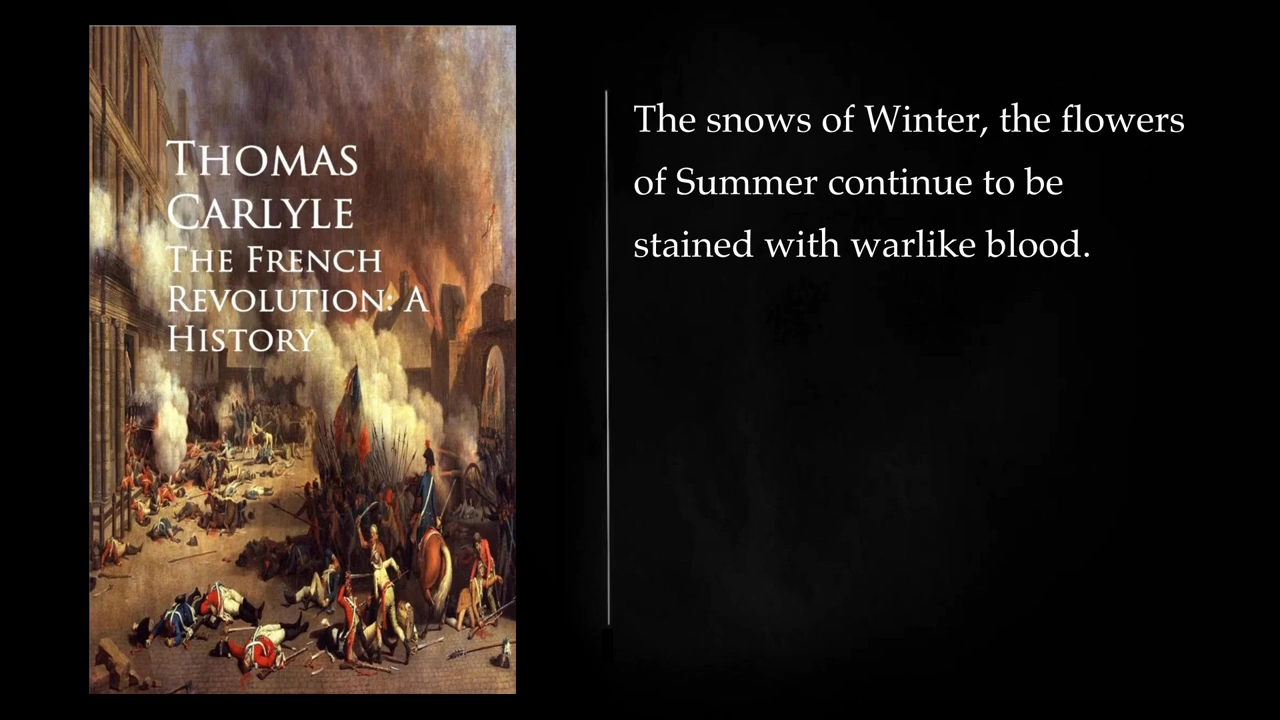 THOMAS
CARLYLE
THE FRENCH
REVOLUTION: A
HISTORY
The snows of Winter, the flowers
of Summer continue to be
stained with warlike blood.